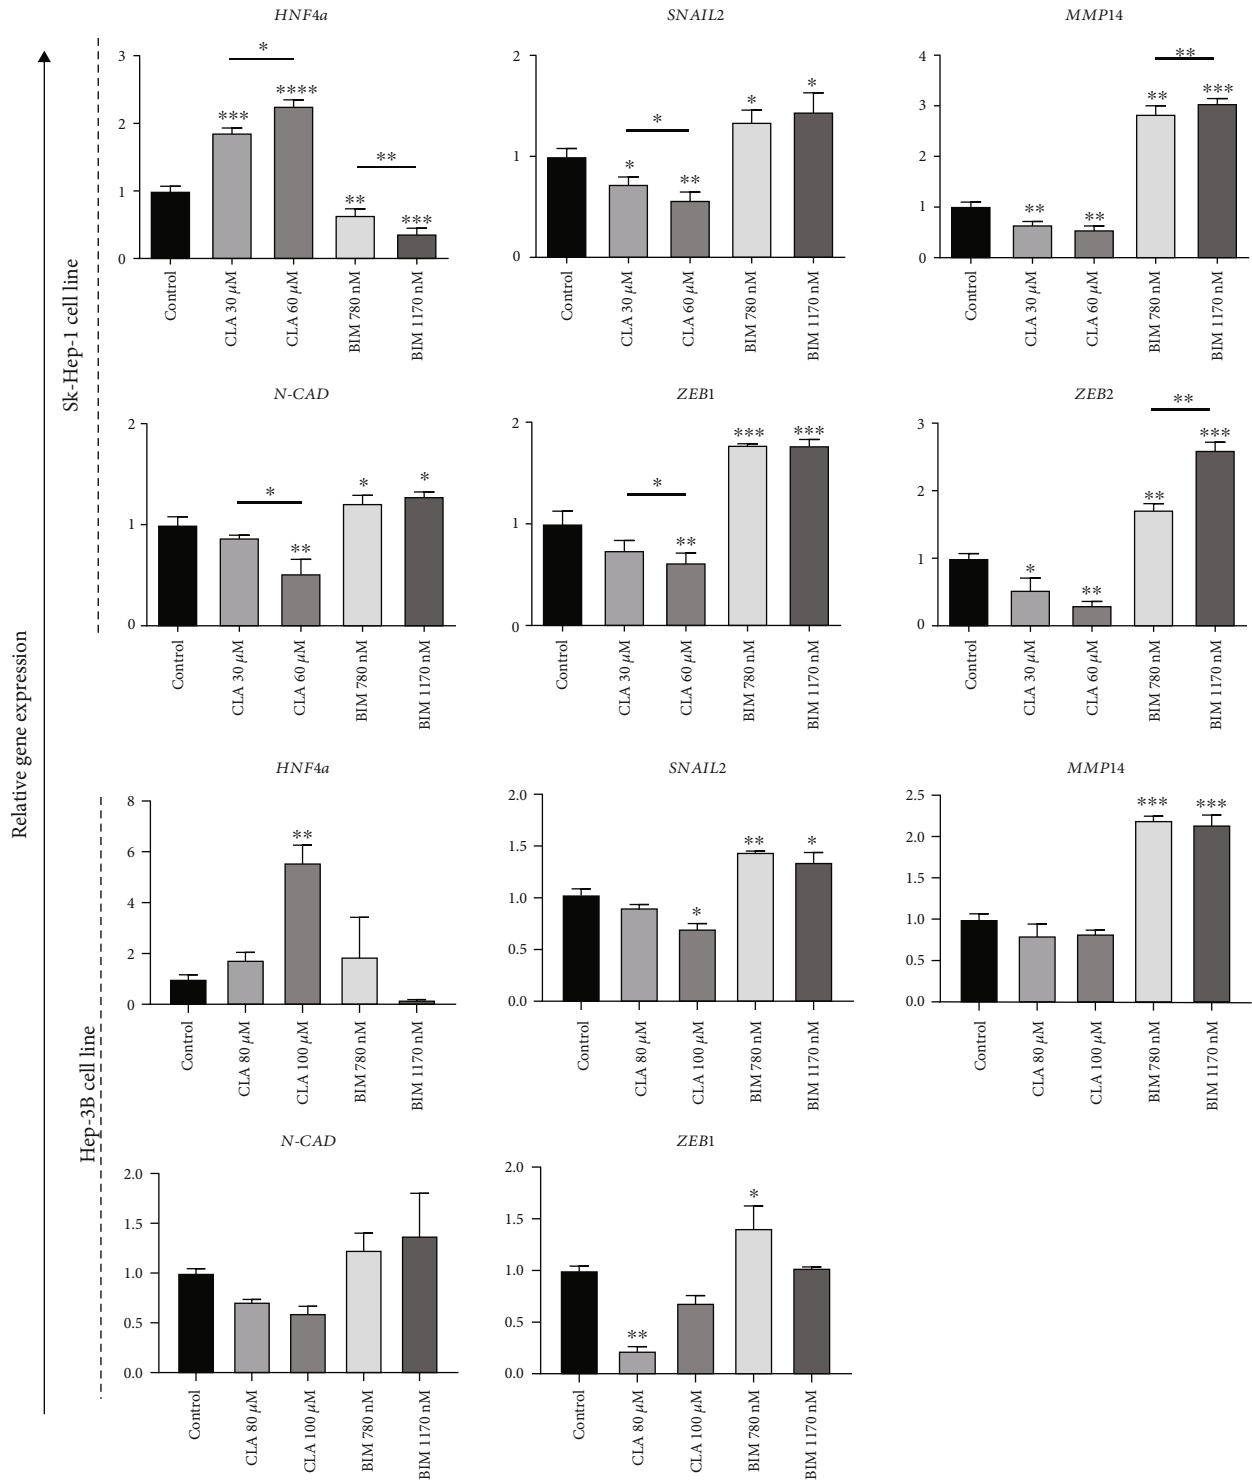 Relative gene expression
Sk-Hep-1 cell line
HNF4a
3
2
1
0
*
***
****
**
**
***
Control
CLA 30 µM
CLA 60 µM
BIM 780 nM
BIM 1170 nM
SNAIL2
2
1
0
*
*
**
*
*
Control
CLA 30 µM
CLA 60 µM
BIM 780 nM
BIM 1170 nM
MMP14
4
3
2
1
0
**
**
**
**
***
Control
CLA 30 µM
CLA 60 µM
BIM 780 nM
BIM 1170 nM
N-CAD
2
1
0
*
**
*
*
Control
CLA 30 µM
CLA 60 µM
BIM 780 nM
BIM 1170 nM
ZEB1
2
1
0
*
**
***
***
Control
CLA 30 µM
CLA 60 µM
BIM 780 nM
BIM 1170 nM
ZEB2
3
2
1
0
**
*
**
**
***
Control
CLA 30 µM
CLA 60 µM
BIM 780 nM
BIM 1170 nM
Hep-3B cell line
HNF4a
8
6
4
2
0
**
Control
CLA 80 µM
CLA 100 µM
BIM 780 nM
BIM 1170 nM
SNAIL2
2.0
1.5
1.0
0.5
0.0
*
**
*
Control
CLA 80 µM
CLA 100 µM
BIM 780 nM
BIM 1170 nM
MMP14
2.5
2.0
1.5
1.0
0.5
0.0
***
***
Control
CLA 80 µM
CLA 100 µM
BIM 780 nM
BIM 1170 nM
N-CAD
2.0
1.5
1.0
0.5
0.0
Control
CLA 80 µM
CLA 100 µM
BIM 780 nM
BIM 1170 nM
ZEB1
2.0
1.5
1.0
0.5
0.0
**
*
Control
CLA 80 µM
CLA 100 µM
BIM 780 nM
BIM 1170 nM